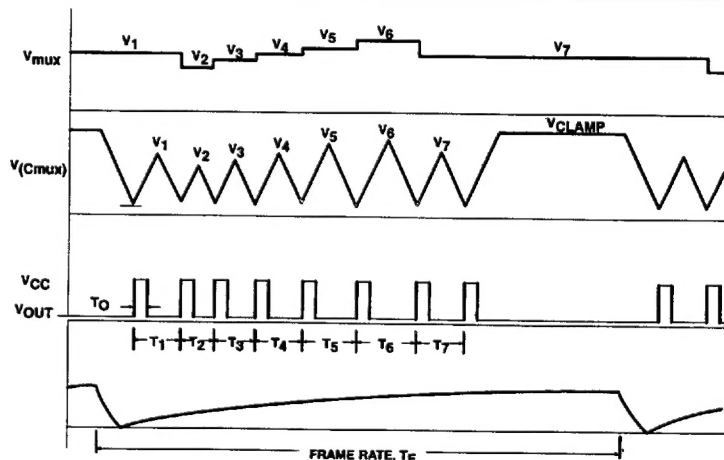 V1 V2 V3 V4 V5 V6 V7
Vmux
V(Cmux)
V1 V2 V3 V4 V5 V6 V7 VCLAMP
VCC
VOUT TO
T1 T2 T3 T4 T5 T6 T7
FRAME RATE, TF